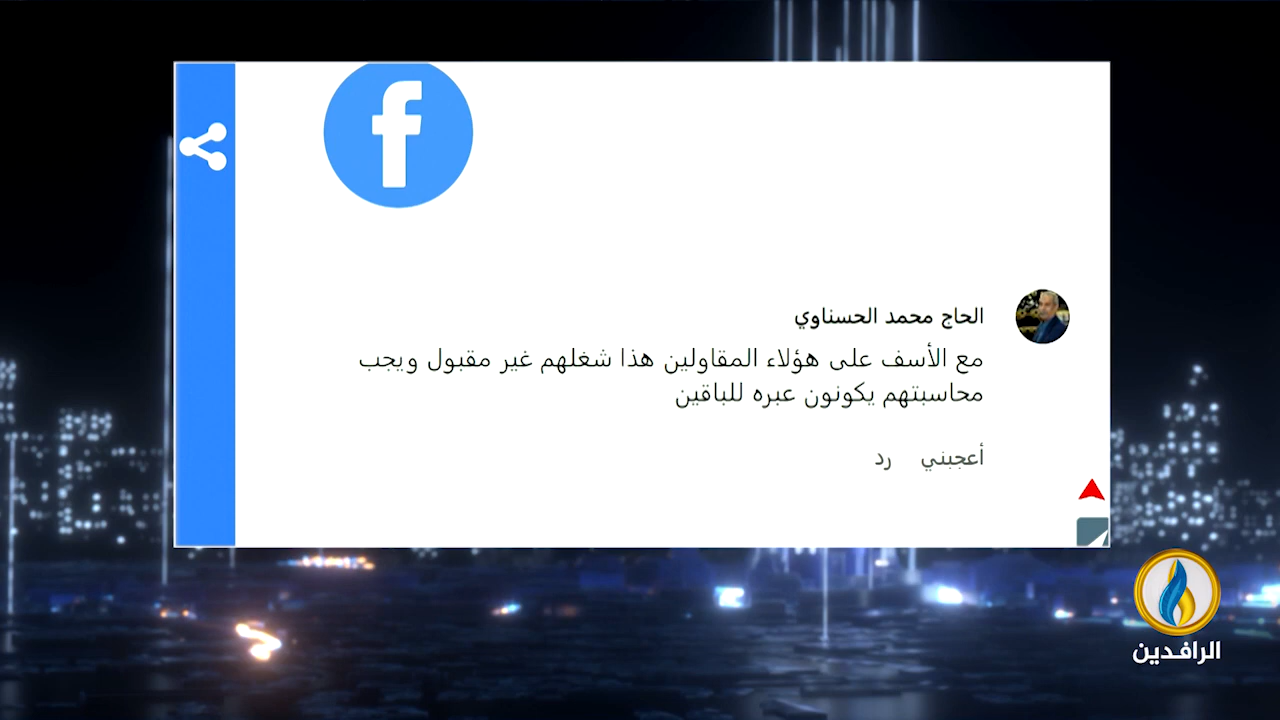 الحاج محمد الحسناوي
مع الأسف على هؤلاء المقاولين هذا شغلهم غير مقبول ويجب
محاسبتهم يكونون عبره للباقين
أعجبني رد
الرافدين